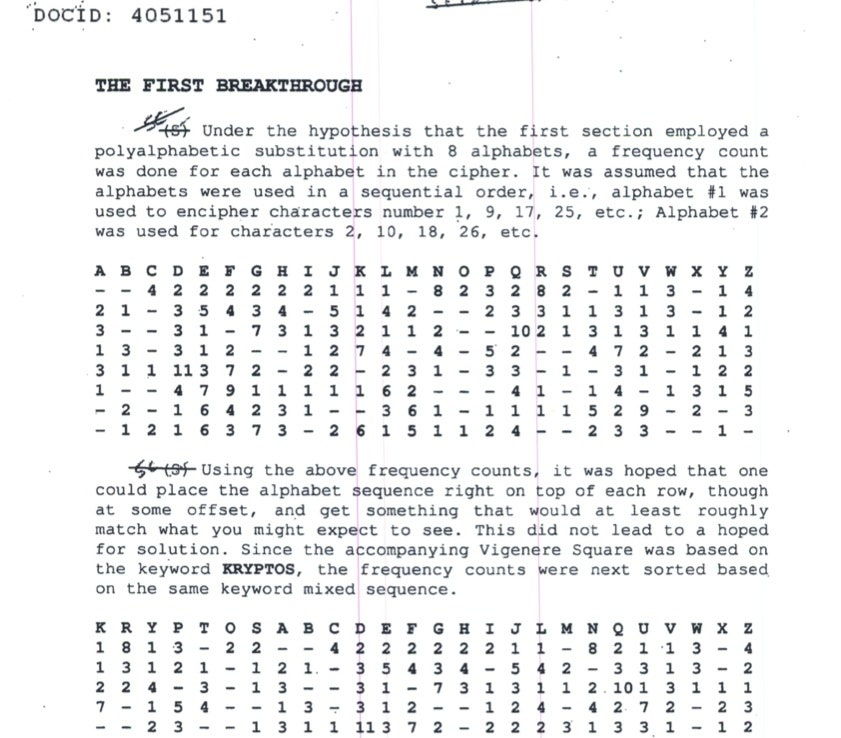 DOCID: 4051151
THE FIRST BREAKTHROUGH
(S) Under the hypothesis that the first section employed a
polyalphabetic substitution with 8 alphabets, a frequency count
was done for each alphabet in the cipher. It was assumed that the
alphabets were used in a sequential order, i.e., alphabet #1 was
used to encipher characters number 1, 9, 17, 25, etc.; Alphabet #2
was used for characters 2, 10, 18, 26, etc.
A B C D E F G H I J K L M N O P Q R S T U V W X Y Z
- - 4 2 2 2 2 2 2 1 1 1 - 8 2 3 2 8 2 - 1 1 3 - 1 4
2 1 - 3 5 4 3 4 - 5 1 4 2 - - 2 3 3 1 1 3 1 3 - 1 2
3 - - 3 1 - 7 3 1 3 2 1 1 2 - - 10 2 1 3 1 3 1 1 4 1
1 3 - 3 1 2 - - 1 2 7 4 - 4 - 5 2 - - 4 7 2 - 2 1 3
3 1 1 11 3 7 2 - 2 2 - 2 3 1 - 3 3 - 1 - 3 1 - 1 2 2
1 - - 4 7 9 1 1 1 1 1 6 2 - - - 4 1 - 1 4 - 1 3 1 5
- 2 - 1 6 4 2 3 1 - - 3 6 1 - 1 1 1 1 5 2 9 - 2 - 3
- 1 2 1 6 3 7 3 - 2 6 1 5 1 1 2 4 - - 2 3 3 - - 1 -
(S) Using the above frequency counts, it was hoped that one
could place the alphabet sequence right on top of each row, though
at some offset, and get something that would at least roughly
match what you might expect to see. This did not lead to a hoped
for solution. Since the accompanying Vigenere Square was based on
the keyword KRYPTOS, the frequency counts were next sorted based
on the same keyword mixed sequence.
K R Y P T O S A B C D E F G H I J L M N Q U V W X Z
1 8 1 3 - 2 2 - - 4 2 2 2 2 2 2 1 1 - 8 2 1 1 3 - 4
1 3 1 2 1 - 1 2 1 - 3 5 4 3 4 - 5 4 2 - 3 3 1 3 - 2
2 2 4 - 3 - 1 3 - - 3 1 - 7 3 1 3 1 1 2 10 1 3 1 1 1
7 - 1 5 4 - - 1 3 - 3 1 2 - - 1 2 4 - 4 2 7 2 - 2 3
- - 2 3 - - 1 3 1 1 11 3 7 2 - 2 2 2 3 1 3 3 1 - 1 2